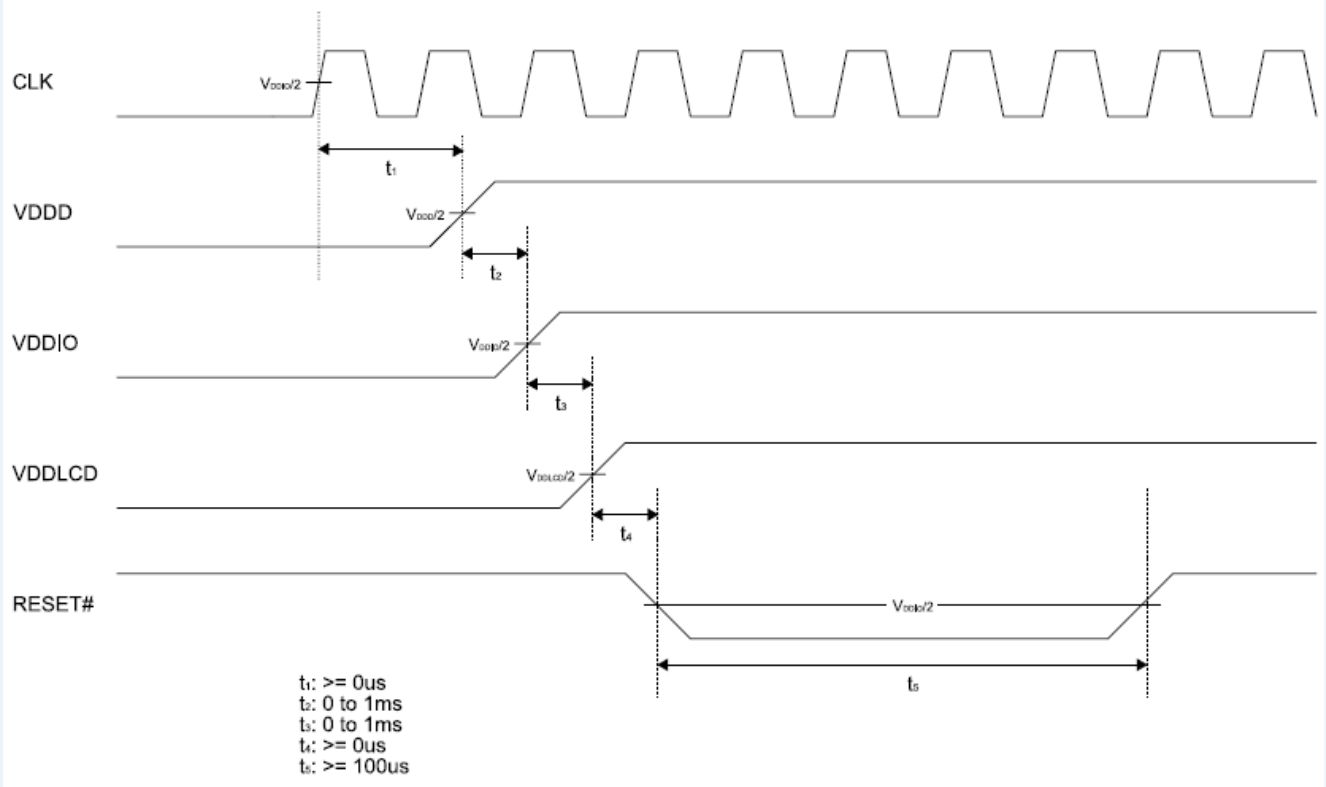 CLK
VDDIO/2
t1
VDDD
VDDD/2
t2
VDDIO
VDDIO/2
t3
VDDLCD
VDDLCD/2
t4
RESET#
VDDIO/2
t5
t1: >= 0us
t2: 0 to 1ms
t3: 0 to 1ms
t4: >= 0us
t5: >= 100us